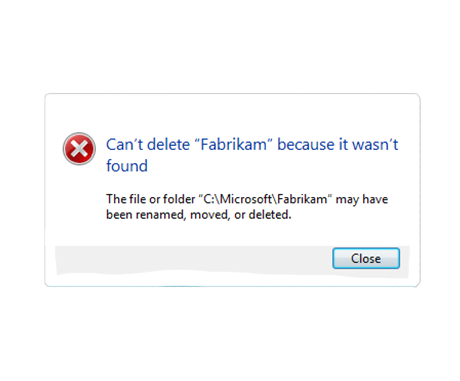 Can’t delete “Fabrikam” because it wasn’t
found
The file or folder “C:\Microsoft\Fabrikam” may have
been renamed, moved, or deleted.
Close